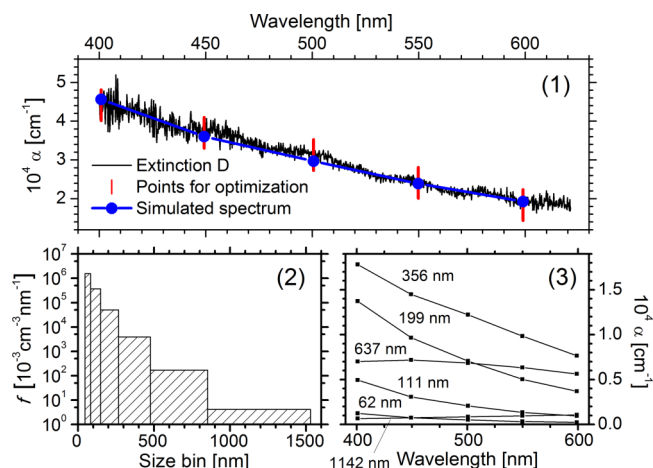 Wavelength [nm]
400 450 500 550 600
(1)
5
4
3
2
10⁴ α [cm⁻¹]
Extinction D
Points for optimization
Simulated spectrum
(2)
10⁷
10⁶
10⁵
10⁴
10³
10²
10¹
10⁰
f [10⁻³cm⁻³nm⁻¹]
0 500 1000 1500
Size bin [nm]
(3)
356 nm
199 nm
637 nm
111 nm
62 nm
1142 nm
1.5
1.0
0.5
0.0
10⁴ α [cm⁻¹]
400 500 600
Wavelength [nm]